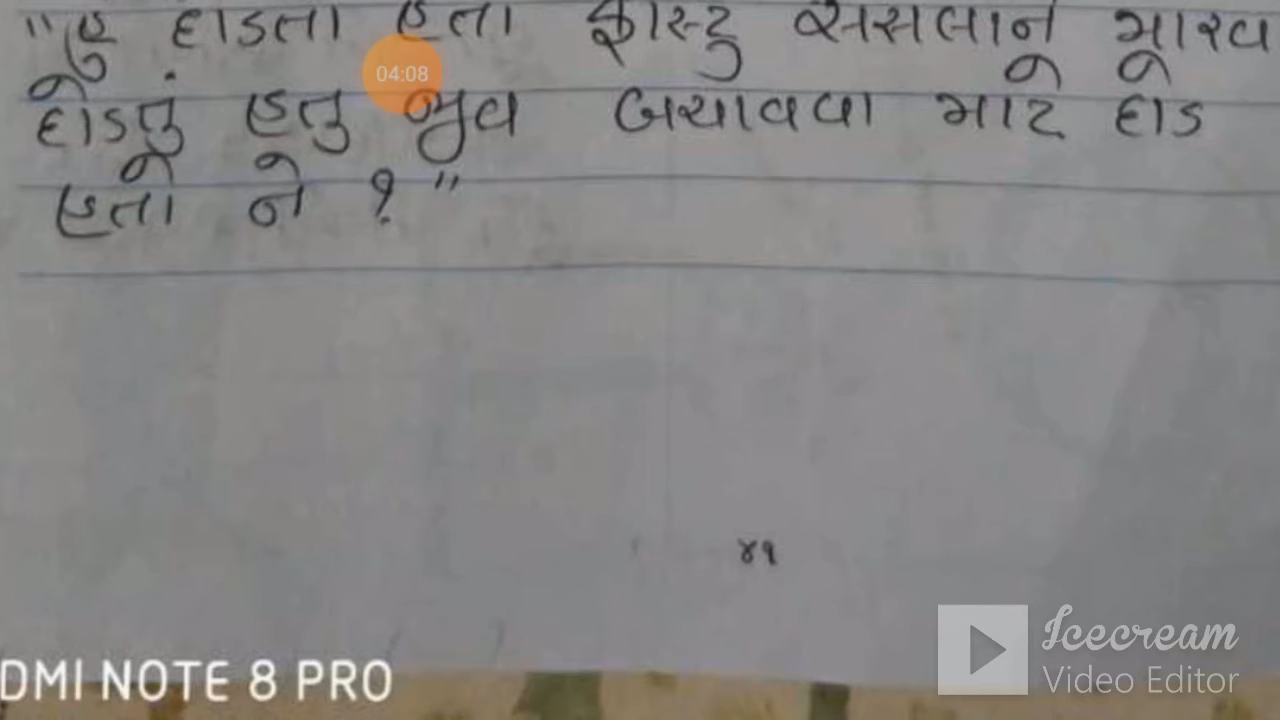 "હું દોડતો હતો ફાસ્ટ સસલાને મારવ
04:08
દોડતું હતુ જીવ બચાવવા માટે દોડ
હતો ને ?"
૪૧
DMI NOTE 8 PRO
Icecream
Video Editor